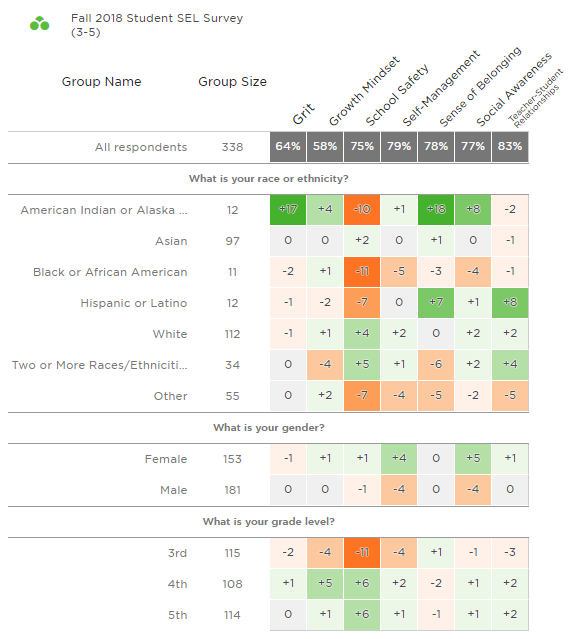 Fall 2018 Student SEL Survey
(3-5)
Group Name Group Size Grit Growth Mindset School Safety Self-Management Sense of Belonging Social Awareness Teacher-Student Relationships
All respondents 338 64% 58% 75% 79% 78% 77% 83%
What is your race or ethnicity?
American Indian or Alaska ... 12 +17 +4 -10 +1 +18 +8 -2
Asian 97 0 0 +2 0 +1 0 -1
Black or African American 11 -2 +1 -11 -5 -3 -4 -1
Hispanic or Latino 12 -1 -2 -7 0 +7 +1 +8
White 112 -1 +1 +4 +2 0 +2 +2
Two or More Races/Ethniciti... 34 0 -4 +5 +1 -6 +2 +4
Other 55 0 +2 -7 -4 -5 -2 -5
What is your gender?
Female 153 -1 +1 +1 +4 0 +5 +1
Male 181 0 0 -1 -4 0 -4 0
What is your grade level?
3rd 115 -2 -4 -11 -4 +1 -1 -3
4th 108 +1 +5 +6 +2 -2 +1 +2
5th 114 0 +1 +6 +1 -1 +1 +2